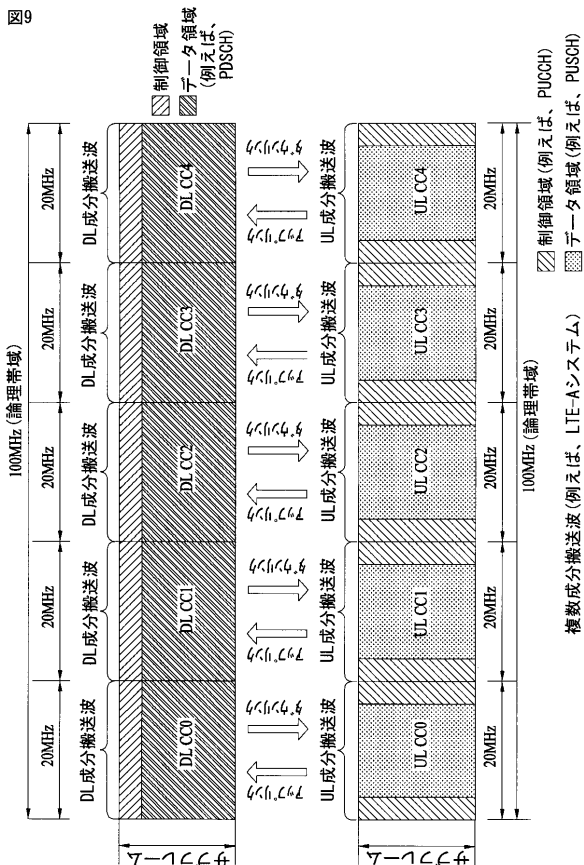 図9
100MHz(論理帯域)
20MHz 20MHz 20MHz 20MHz 20MHz
DL成分搬送波 DL成分搬送波 DL成分搬送波 DL成分搬送波 DL成分搬送波
制御領域
データ領域
(例えば、
PDSCH)
サブフレーム
DL CC0 DL CC1 DL CC2 DL CC3 DL CC4
アップリンク ダウンリンク アップリンク ダウンリンク アップリンク ダウンリンク アップリンク ダウンリンク アップリンク ダウンリンク
UL成分搬送波 UL成分搬送波 UL成分搬送波 UL成分搬送波 UL成分搬送波
サブフレーム
UL CC0 UL CC1 UL CC2 UL CC3 UL CC4
20MHz 20MHz 20MHz 20MHz 20MHz
100MHz(論理帯域)
制御領域(例えば、PUCCH)
データ領域(例えば、PUSCH)
複数成分搬送波(例えば、LTE-Aシステム)